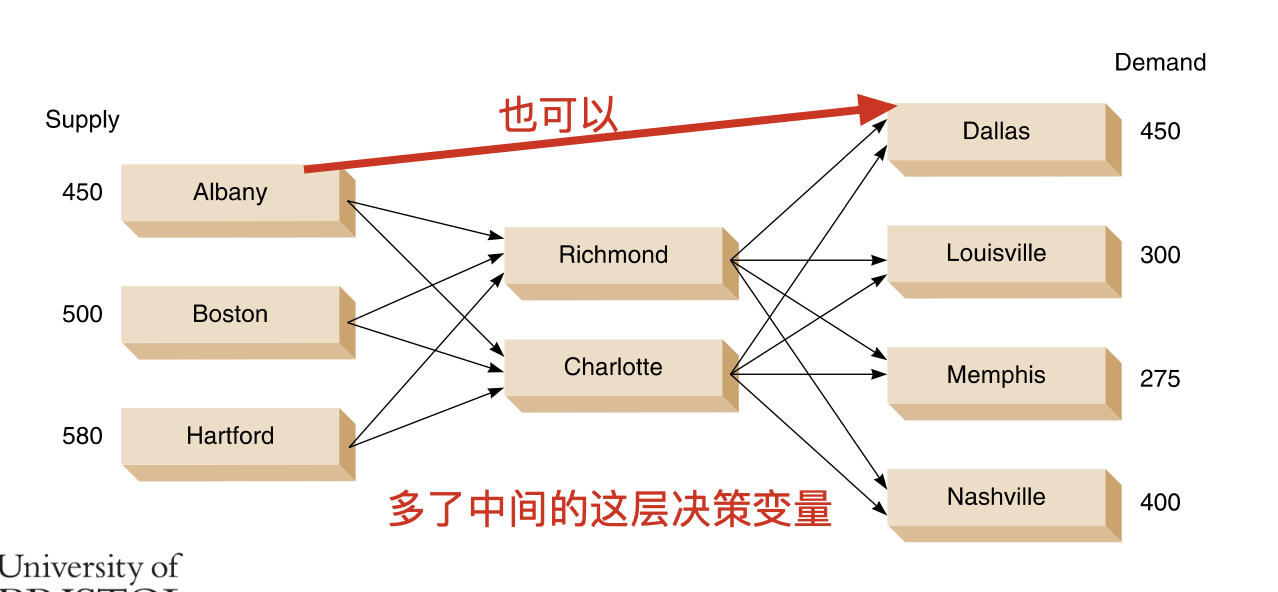 Demand
Supply
也可以
Dallas 450
450 Albany
Richmond
Louisville 300
500 Boston
Charlotte
Memphis 275
580 Hartford
多了中间的这层决策变量
Nashville 400
University of
BRISTOL